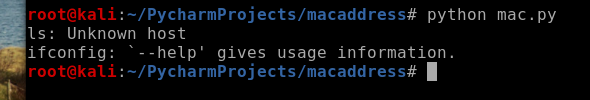 root@kali:~/PycharmProjects/macaddress# python mac.py
ls: Unknown host
ifconfig: `--help' gives usage information.
root@kali:~/PycharmProjects/macaddress#